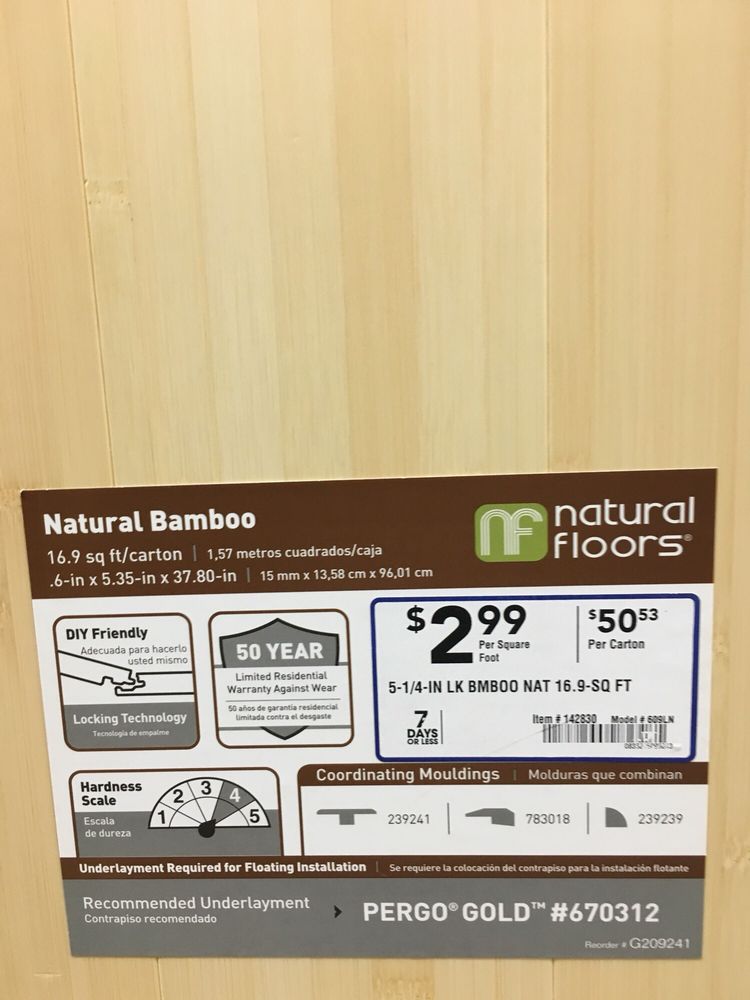 Natural Bamboo
16.9 sq ft/carton | 1,57 metros cuadrados/caja
.6-in x 5.35-in x 37.80-in | 15 mm x 13,58 cm x 96,01 cm
nf natural
floors®
DIY Friendly
Adecuada para hacerlo
usted mismo
Locking Technology
Tecnología de empalme
50 YEAR
Limited Residential
Warranty Against Wear
50 años de garantía residencial
limitada contra el desgaste
$2.99
Per Square
Foot
$50.53
Per Carton
5-1/4-IN LK BMBOO NAT 16.9-SQ FT
7
DAYS
OR LESS
Item # 142830 Model # 609LN
Hardness
Scale
Escala
de dureza
1 2 3 4 5
Coordinating Mouldings | Molduras que combinan
239241
783018
239239
Underlayment Required for Floating Installation | Se requiere la colocación del contrapiso para la instalación flotante
Recommended Underlayment
Contrapiso recomendado
PERGO® GOLD™ #670312
Reorder # G209241